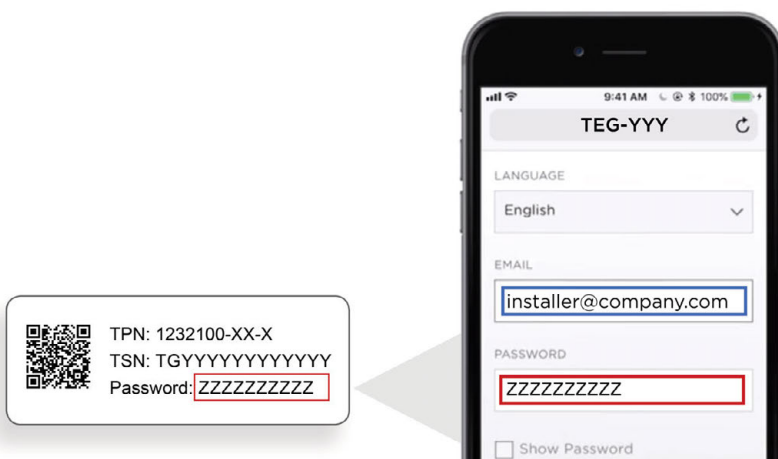 TPN: 1232100-XX-X
TSN: TGYYYYYYYYYYYY
Password: ZZZZZZZZZZ
9:41 AM 100%
TEG-YYY
LANGUAGE
English
EMAIL
installer@company.com
PASSWORD
ZZZZZZZZZZ
Show Password